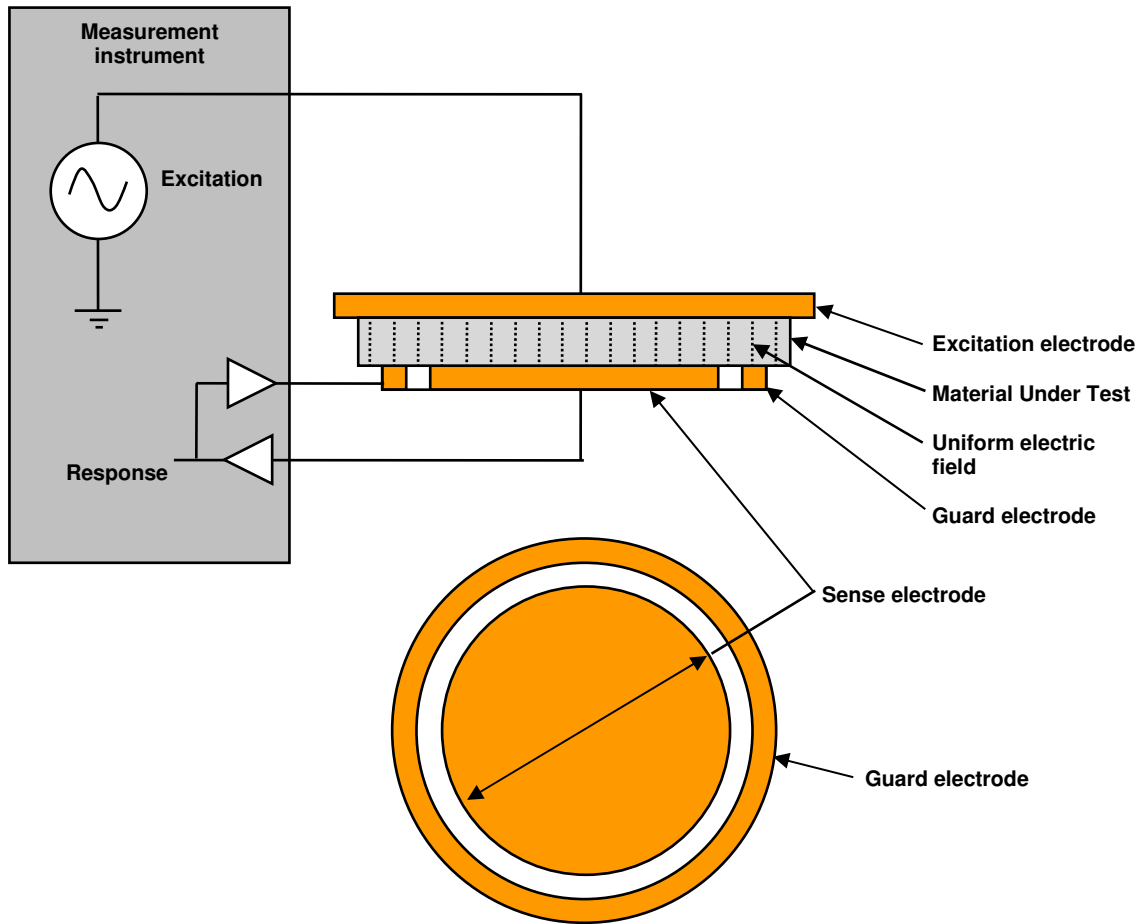 Measurement
instrument
Excitation
Excitation electrode
Material Under Test
Uniform electric
field
Response
Guard electrode
Sense electrode
Guard electrode